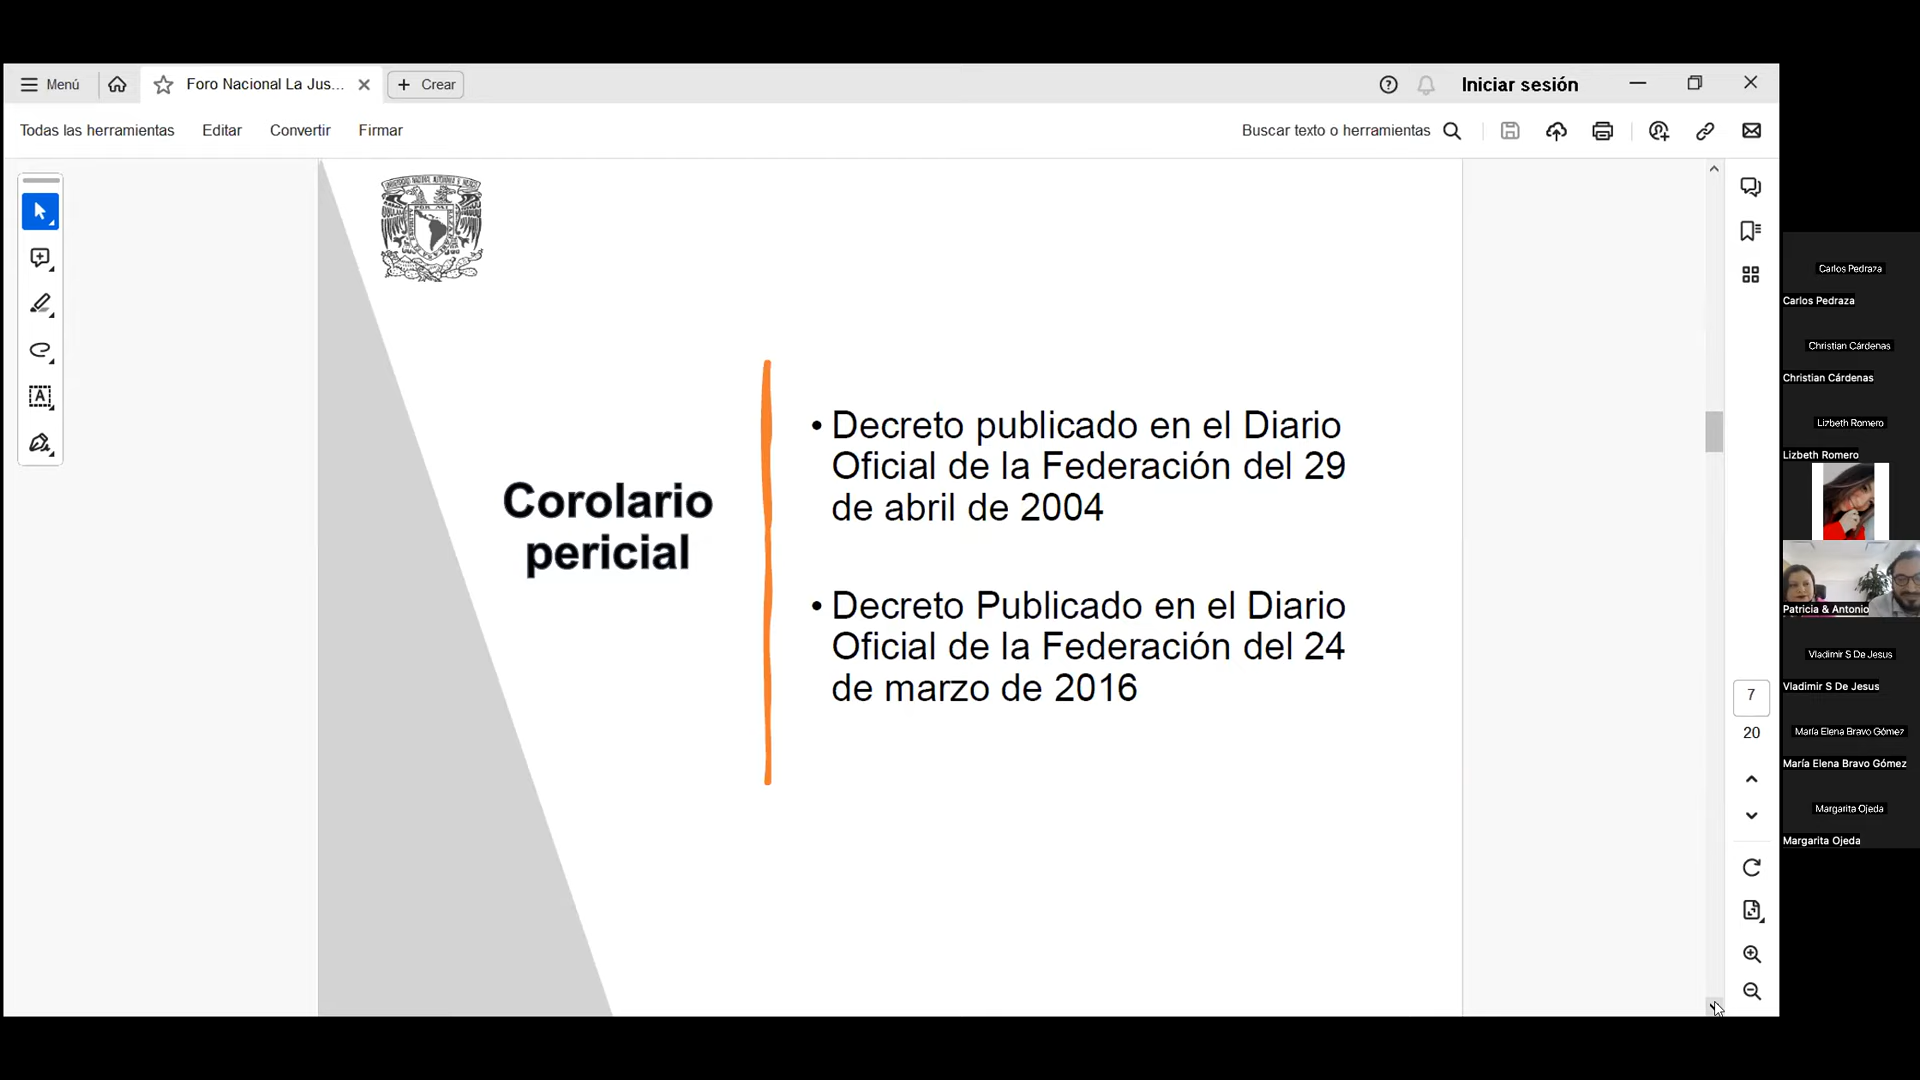 Menú
Foro Nacional La Jus...
Crear
Iniciar sesión
Todas las herramientas
Editar
Convertir
Firmar
Buscar texto o herramientas
Corolario
pericial
• Decreto publicado en el Diario
Oficial de la Federación del 29
de abril de 2004
• Decreto Publicado en el Diario
Oficial de la Federación del 24
de marzo de 2016
7
20
Carlos Pedraza
Carlos Pedraza
Christian Cárdenas
Christian Cárdenas
Lizbeth Romero
Lizbeth Romero
Patricia & Antonio
Vladimir S De Jesus
Vladimir S De Jesus
María Elena Bravo Gómez
María Elena Bravo Gómez
Margarita Ojeda
Margarita Ojeda